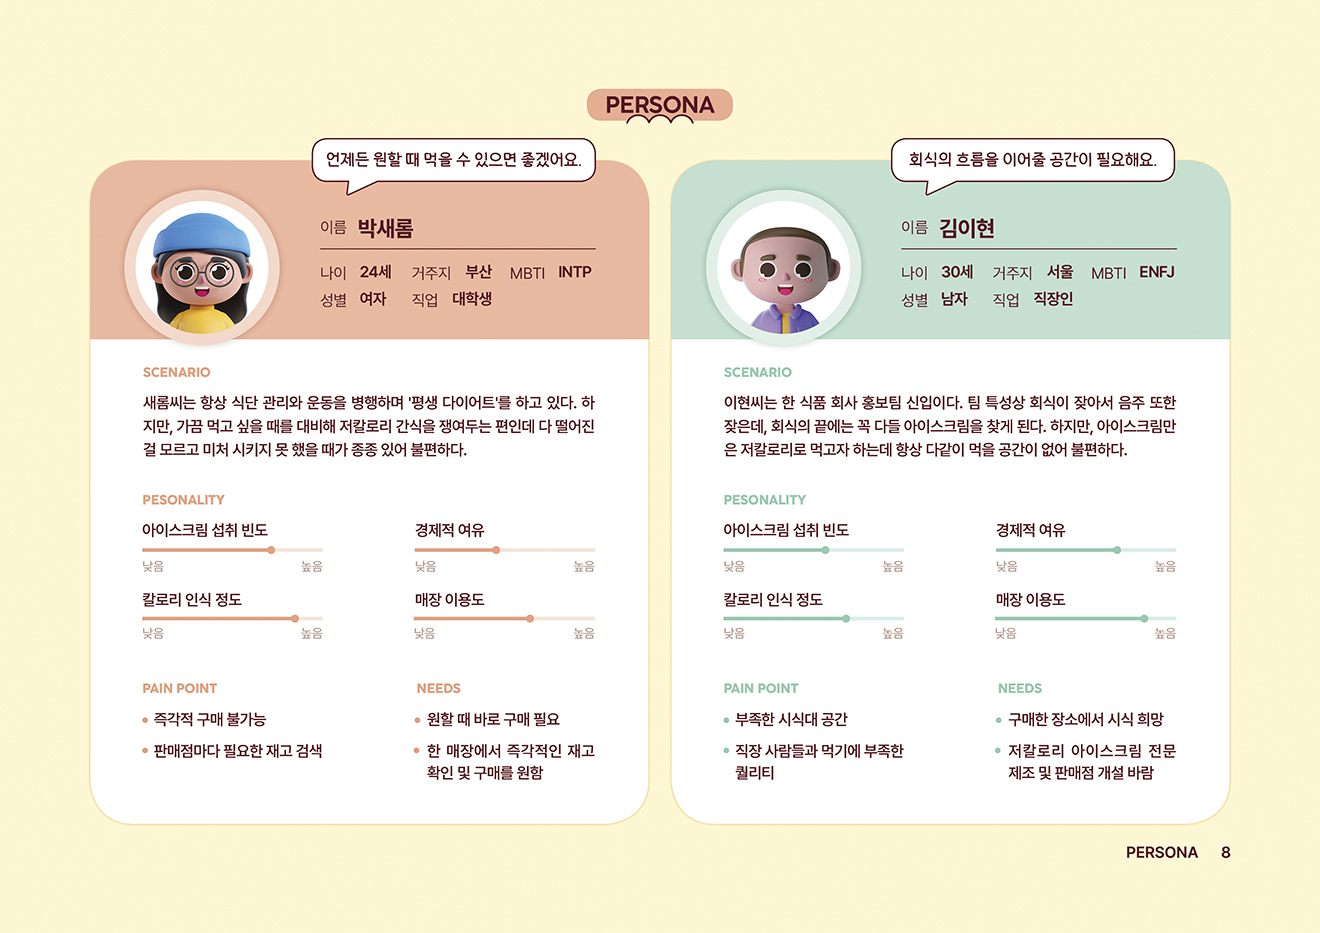 PERSONA
언제든 원할 때 먹을 수 있으면 좋겠어요.
이름 박새롬
나이 24세 거주지 부산 MBTI INTP
성별 여자 직업 대학생
SCENARIO
새롬씨는 항상 식단 관리와 운동을 병행하며 '평생 다이어트'를 하고 있다. 하
지만, 가끔 먹고 싶을 때를 대비해 저칼로리 간식을 쟁여두는 편인데 다 떨어진
걸 모르고 미처 시키지 못 했을 때가 종종 있어 불편하다.
PESONALITY
아이스크림 섭취 빈도 경제적 여유
낮음 높음 낮음 높음
칼로리 인식 정도 매장 이용도
낮음 높음 낮음 높음
PAIN POINT NEEDS
즉각적 구매 불가능
판매점마다 필요한 재고 검색
원할 때 바로 구매 필요
한 매장에서 즉각적인 재고
확인 및 구매를 원함
회식의 흐름을 이어줄 공간이 필요해요.
이름 김이현
나이 30세 거주지 서울 MBTI ENFJ
성별 남자 직업 직장인
SCENARIO
이현씨는 한 식품 회사 홍보팀 신입이다. 팀 특성상 회식이 잦아서 음주 또한
잦은데, 회식의 끝에는 꼭 다들 아이스크림을 찾게 된다. 하지만, 아이스크림만
은 저칼로리로 먹고자 하는데 항상 다같이 먹을 공간이 없어 불편하다.
PESONALITY
아이스크림 섭취 빈도 경제적 여유
낮음 높음 낮음 높음
칼로리 인식 정도 매장 이용도
낮음 높음 낮음 높음
PAIN POINT NEEDS
부족한 시식대 공간
직장 사람들과 먹기에 부족한
퀄리티
구매한 장소에서 시식 희망
저칼로리 아이스크림 전문
제조 및 판매점 개설 바람
PERSONA 8